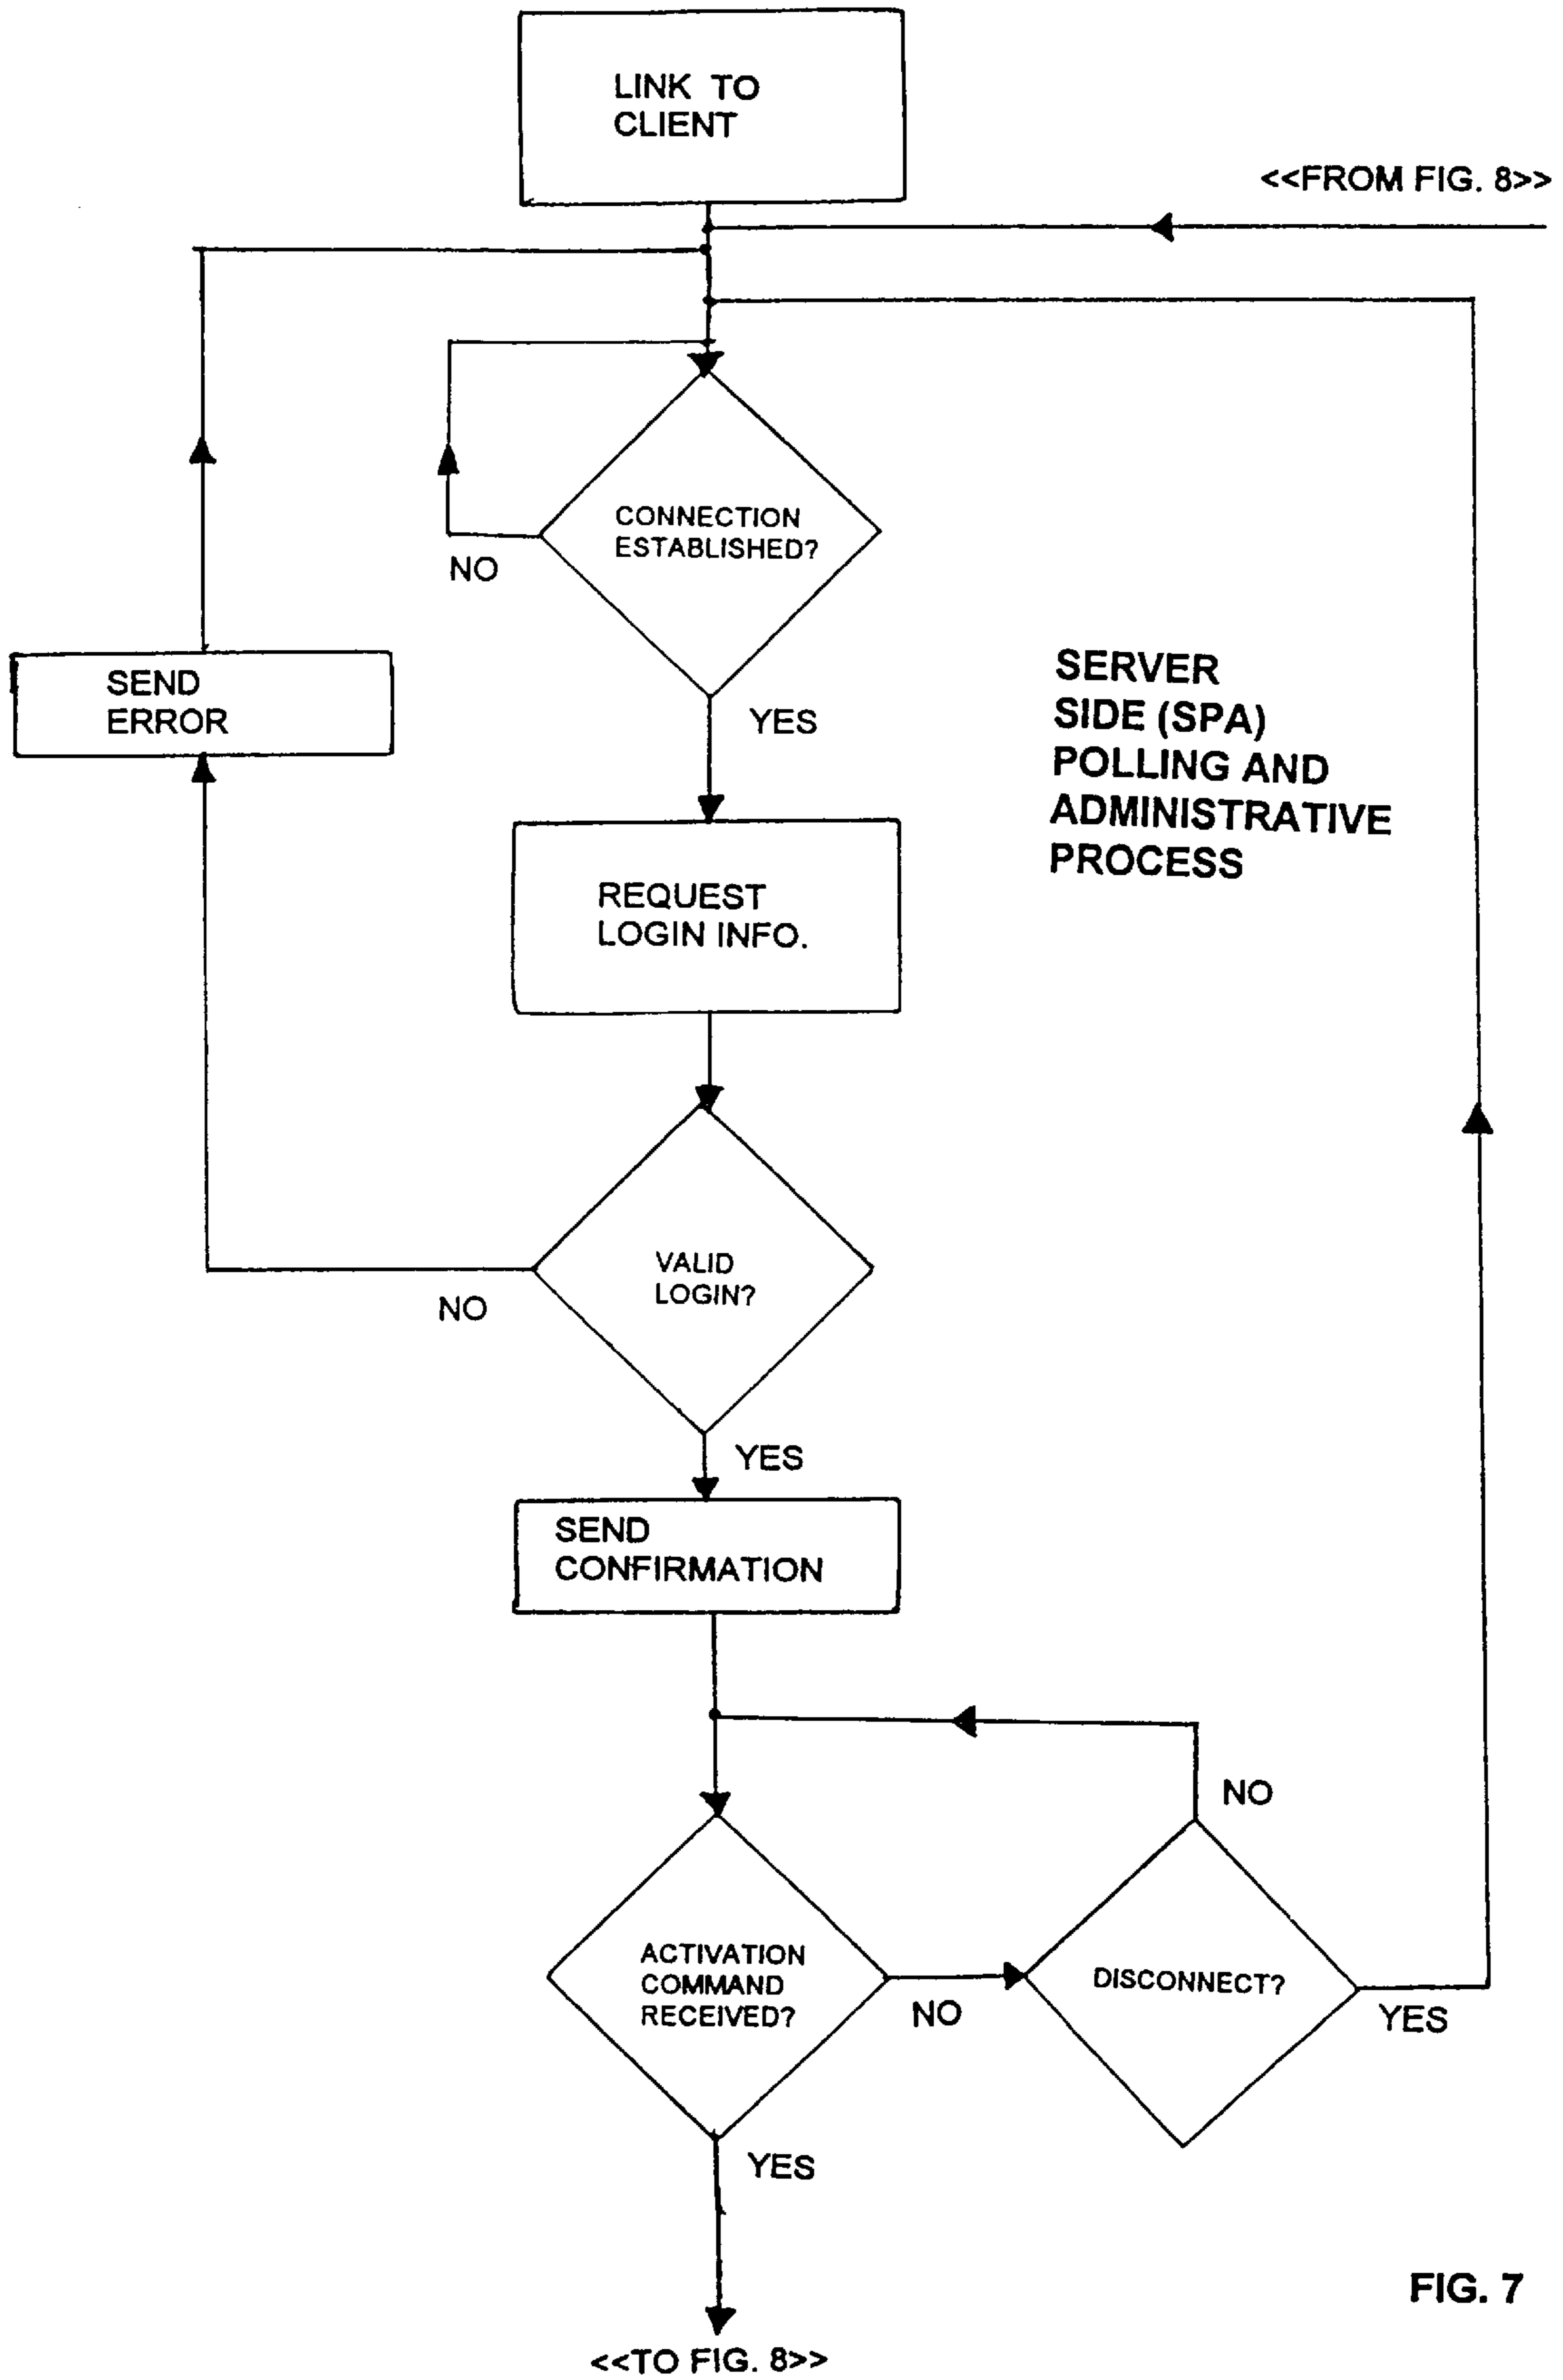 LINK TO
CLIENT
<<FROM FIG. 8>>
CONNECTION
ESTABLISHED?
NO
SEND
ERROR
YES
SERVER
SIDE (SPA)
POLLING AND
ADMINISTRATIVE
PROCESS
REQUEST
LOGIN INFO.
VALID
LOGIN?
NO
YES
SEND
CONFIRMATION
NO
ACTIVATION
COMMAND
RECEIVED?
NO
DISCONNECT?
YES
YES
FIG. 7
<<TO FIG. 8>>